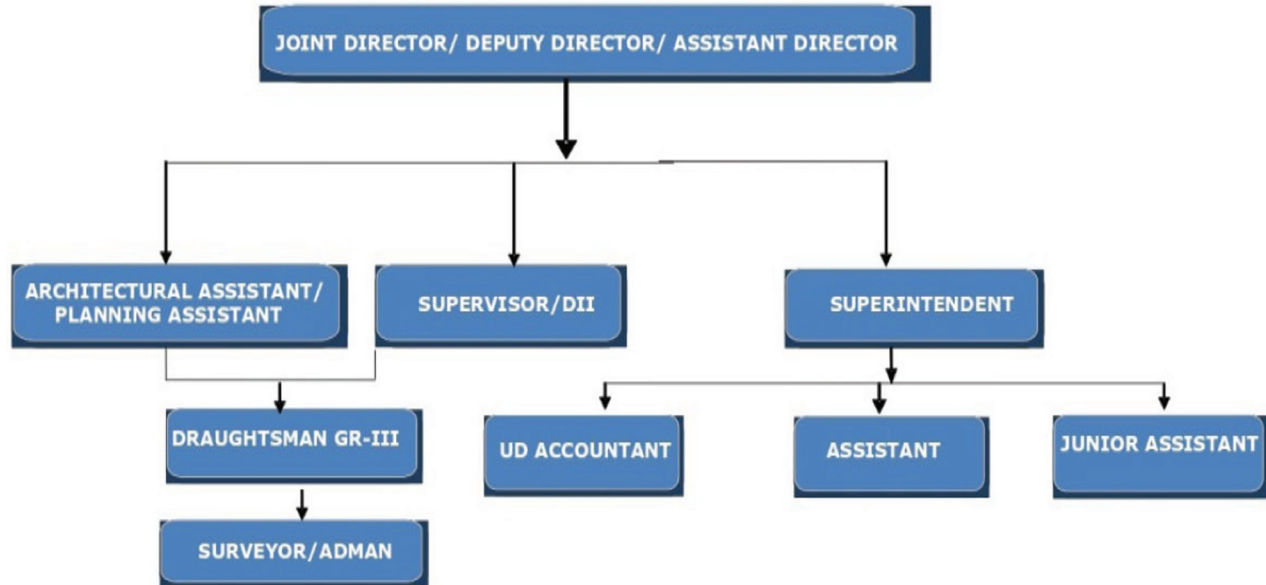 JOINT DIRECTOR/ DEPUTY DIRECTOR/ ASSISTANT DIRECTOR
ARCHITECTURAL ASSISTANT/
PLANNING ASSISTANT
SUPERVISOR/DII
SUPERINTENDENT
DRAUGHTSMAN GR-III
UD ACCOUNTANT
ASSISTANT
JUNIOR ASSISTANT
SURVEYOR/ADMAN